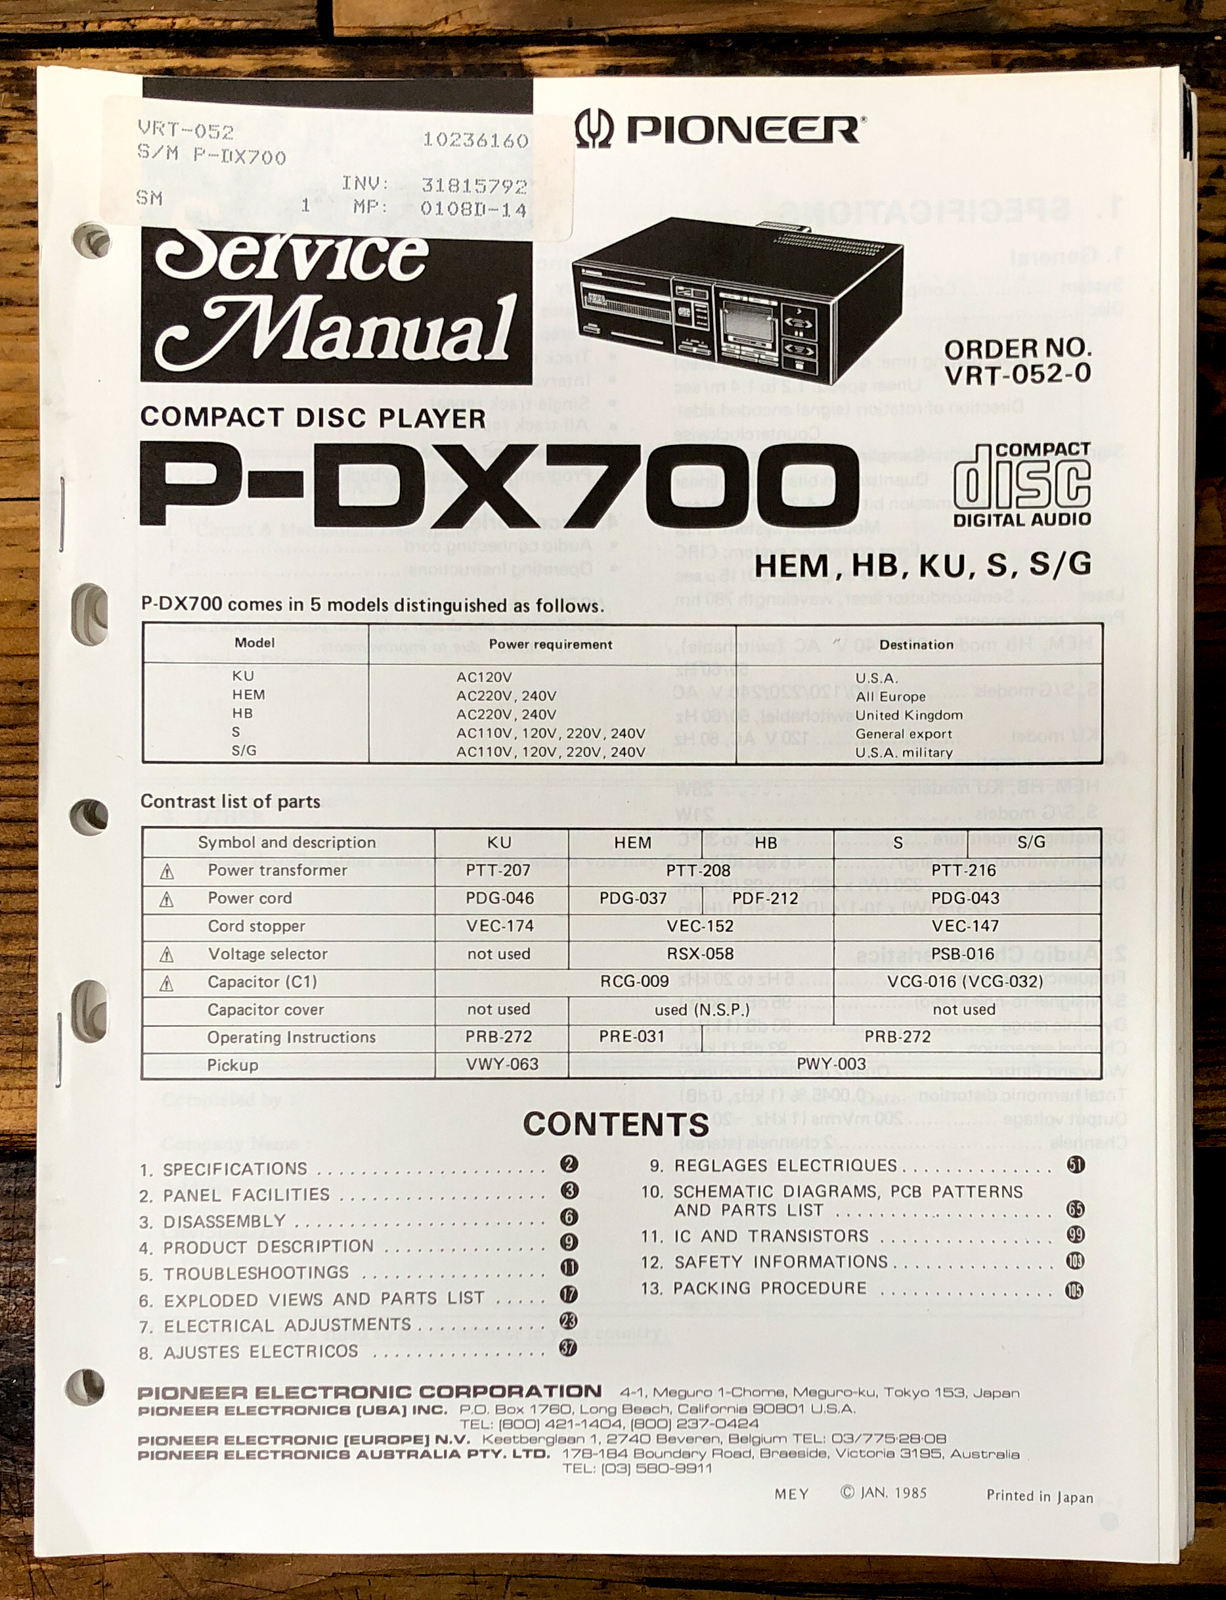 VRT-052 10236160
S/M P-DX700
INV: 31815792
SM 1 MP: 0108D-14
PIONEER
Service
Manual
ORDER NO.
VRT-052-0
COMPACT DISC PLAYER
P-DX700
COMPACT
disc
DIGITAL AUDIO
HEM, HB, KU, S, S/G
P-DX700 comes in 5 models distinguished as follows.
Model Power requirement Destination
KU AC120V U.S.A.
HEM AC220V, 240V All Europe
HB AC220V, 240V United Kingdom
S AC110V, 120V, 220V, 240V General export
S/G AC110V, 120V, 220V, 240V U.S.A. military
Contrast list of parts
Symbol and description KU HEM HB S S/G
⚠ Power transformer PTT-207 PTT-208 PTT-216
⚠ Power cord PDG-046 PDG-037 PDF-212 PDG-043
Cord stopper VEC-174 VEC-152 VEC-147
⚠ Voltage selector not used RSX-058 PSB-016
⚠ Capacitor (C1) RCG-009 VCG-016 (VCG-032)
Capacitor cover not used used (N.S.P.) not used
Operating Instructions PRB-272 PRE-031 PRB-272
Pickup VWY-063 PWY-003
CONTENTS
1. SPECIFICATIONS .................... 2
2. PANEL FACILITIES .................. 3
3. DISASSEMBLY ...................... 6
4. PRODUCT DESCRIPTION .............. 9
5. TROUBLESHOOTINGS ................ 11
6. EXPLODED VIEWS AND PARTS LIST ..... 17
7. ELECTRICAL ADJUSTMENTS ............ 23
8. AJUSTES ELECTRICOS ................ 37
9. REGLAGES ELECTRIQUES .............. 51
10. SCHEMATIC DIAGRAMS, PCB PATTERNS
AND PARTS LIST .................... 65
11. IC AND TRANSISTORS ................ 99
12. SAFETY INFORMATIONS ............... 103
13. PACKING PROCEDURE ................ 105
PIONEER ELECTRONIC CORPORATION 4-1, Meguro 1-Chome, Meguro-ku, Tokyo 153, Japan
PIONEER ELECTRONICS [USA] INC. P.O. Box 1760, Long Beach, California 90801 U.S.A.
TEL: (800) 421-1404, (800) 237-0424
PIONEER ELECTRONIC [EUROPE] N.V. Keetberglaan 1, 2740 Beveren, Belgium TEL: 03/775·28·08
PIONEER ELECTRONICS AUSTRALIA PTY. LTD. 178-184 Boundary Road, Braeside, Victoria 3195, Australia
TEL: (03) 580-9911
MEY © JAN. 1985 Printed in Japan